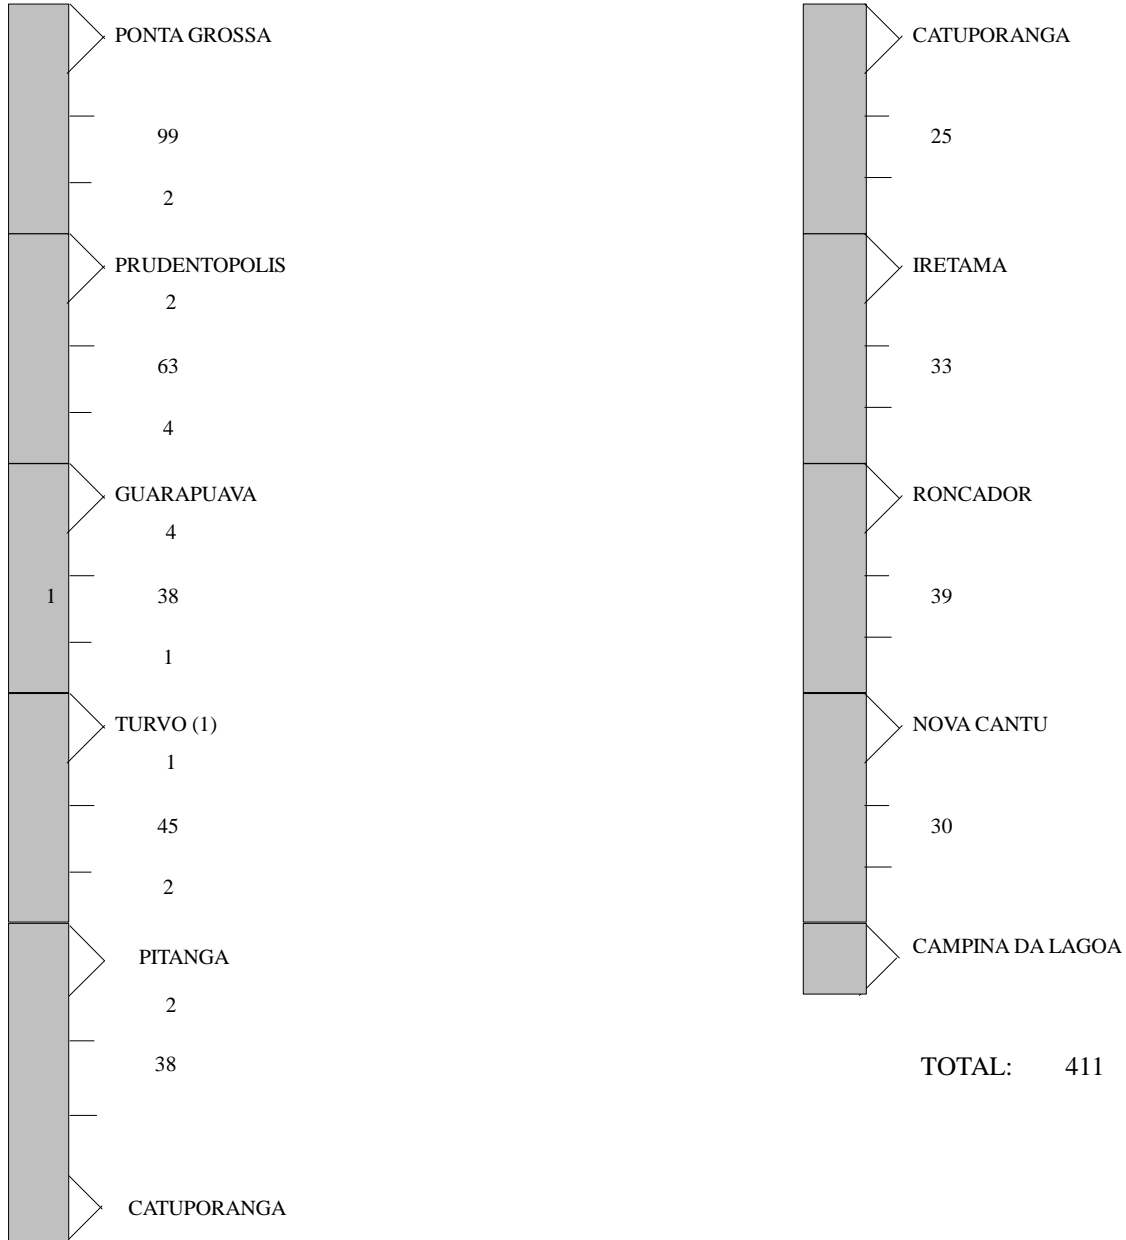 PONTA GROSSA
99
2
PRUDENTOPOLIS
2
63
4
GUARAPUAVA
4
1 38
1
TURVO (1)
1
45
2
PITANGA
2
38
CATUPORANGA
CATUPORANGA
25
IRETAMA
33
RONCADOR
39
NOVA CANTU
30
CAMPINA DA LAGOA
TOTAL: 411